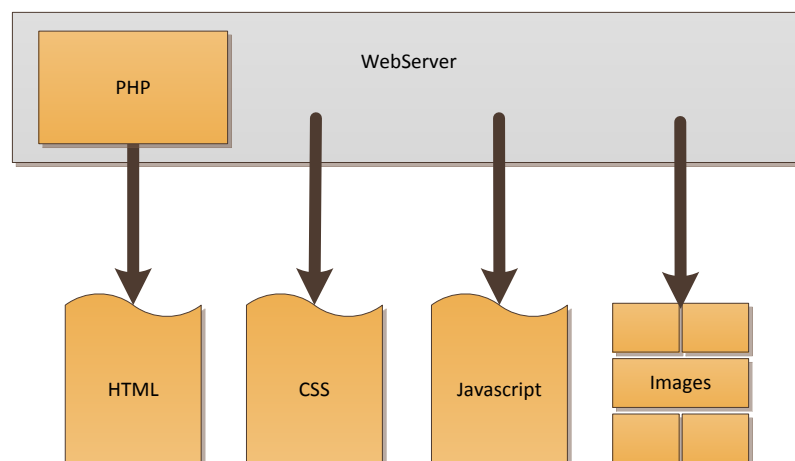 WebServer
PHP
HTML
CSS
Javascript
Images